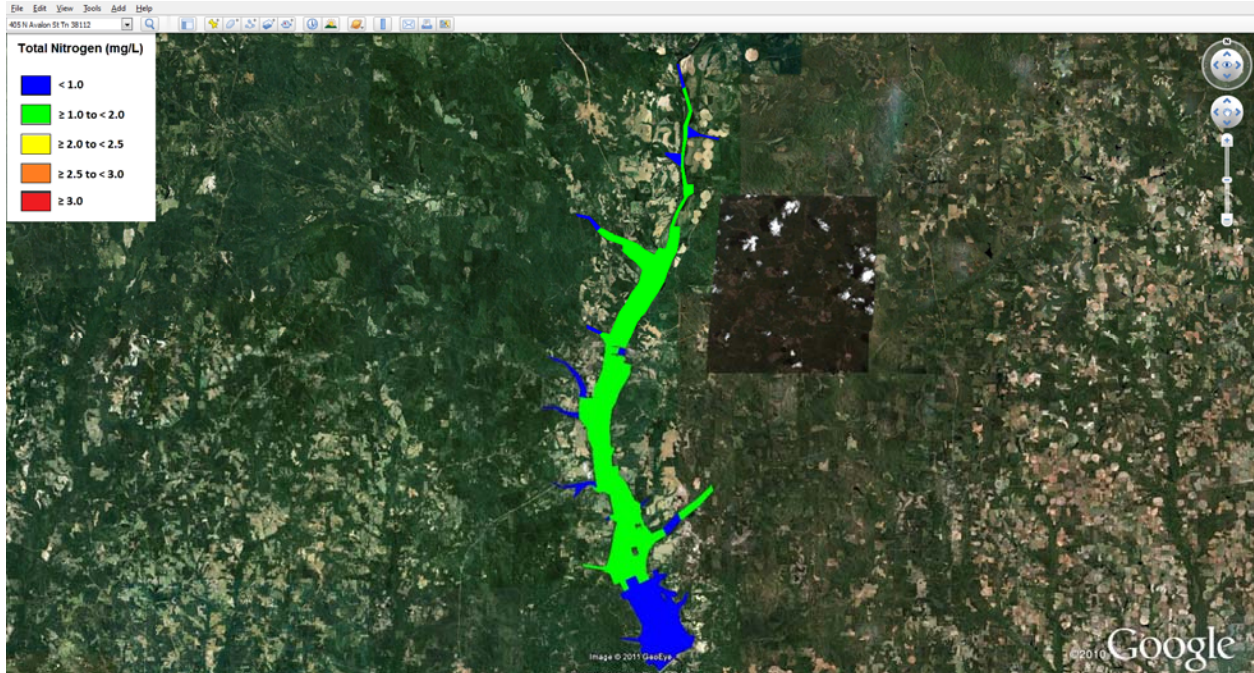 File Edit View Tools Add Help
405 N Avalon St Tn 38112
Total Nitrogen (mg/L)
< 1.0
≥ 1.0 to < 2.0
≥ 2.0 to < 2.5
≥ 2.5 to < 3.0
≥ 3.0
N
Image © 2011 GeoEye
©2010 Google